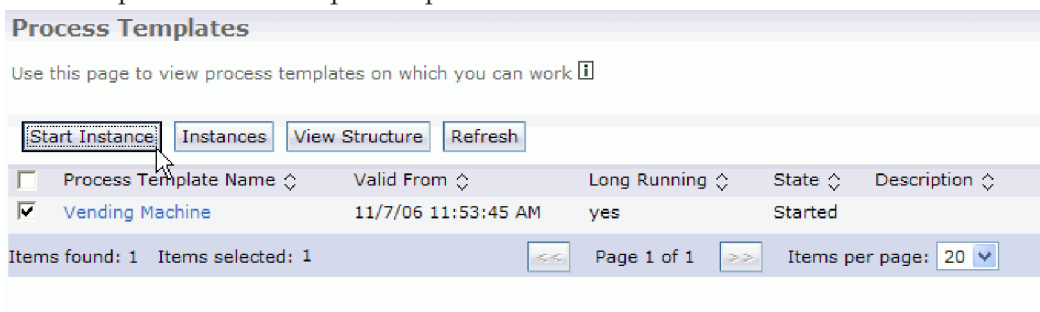 Process Templates
Use this page to view process templates on which you can work i
Start Instance Instances View Structure Refresh
Process Template Name Valid From Long Running State Description
Vending Machine 11/7/06 11:53:45 AM yes Started
Items found: 1 Items selected: 1 << Page 1 of 1 >> Items per page: 20